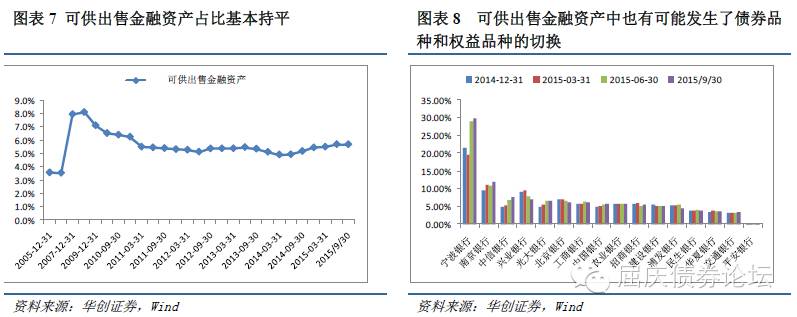 图表 7 可供出售金融资产占比基本持平
可供出售金融资产
9.0%
8.0%
7.0%
6.0%
5.0%
4.0%
3.0%
2.0%
1.0%
0.0%
2005-12-31
2007-12-31
2009-12-31
2010-09-30
2011-03-31
2011-09-30
2012-03-31
2012-09-30
2013-03-31
2013-09-30
2014-03-31
2014-09-30
2015-03-31
2015/9/30
资料来源：华创证券，Wind
图表 8 可供出售金融资产中也有可能发生了债券品
种和权益品种的切换
2014-12-31 2015-03-31 2015-06-30 2015/9/30
35.00%
30.00%
25.00%
20.00%
15.00%
10.00%
5.00%
0.00%
宁波银行
南京银行
中信银行
兴业银行
光大银行
北京银行
工商银行
中国银行
农业银行
招商银行
建设银行
浦发银行
民生银行
华夏银行
交通银行
平安银行
屈庆债券论坛
资料来源：华创证券，Wind